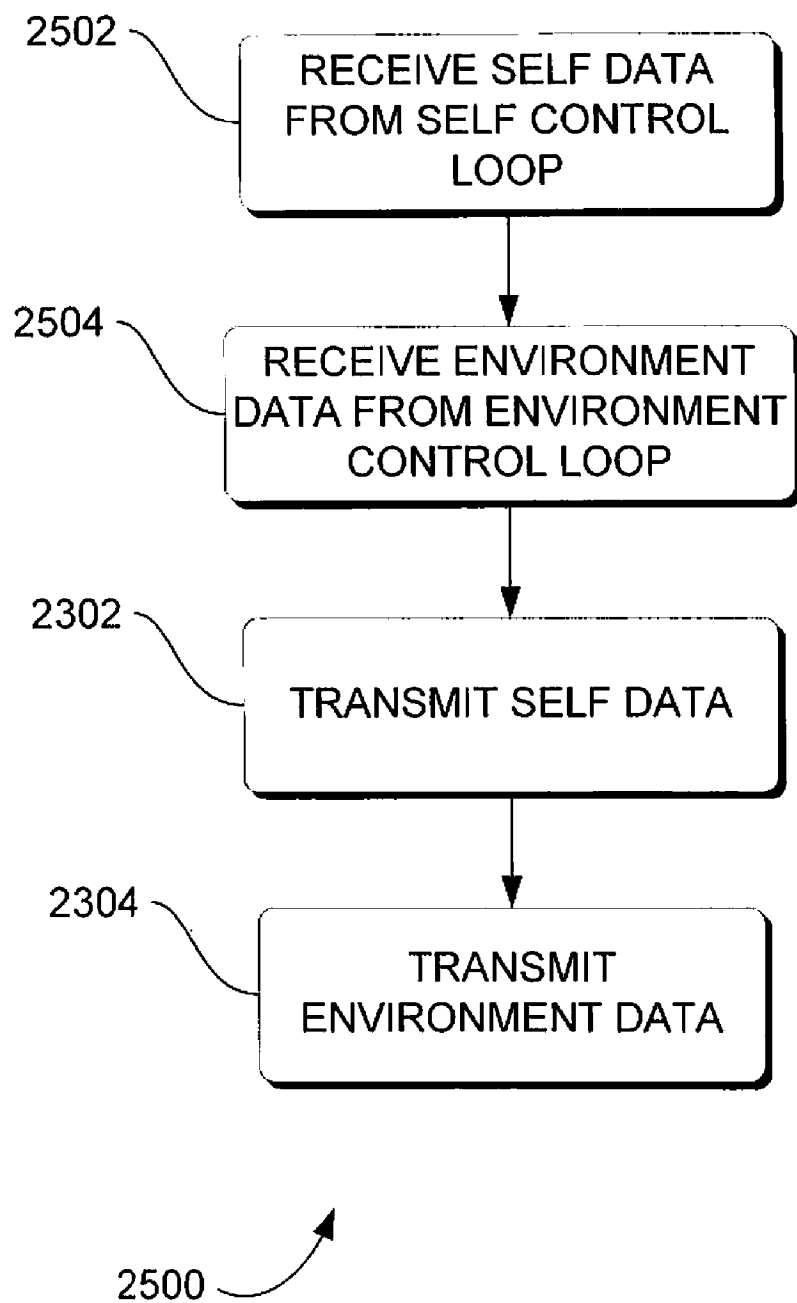 2502
RECEIVE SELF DATA
FROM SELF CONTROL
LOOP
2504
RECEIVE ENVIRONMENT
DATA FROM ENVIRONMENT
CONTROL LOOP
2302
TRANSMIT SELF DATA
2304
TRANSMIT
ENVIRONMENT DATA
2500